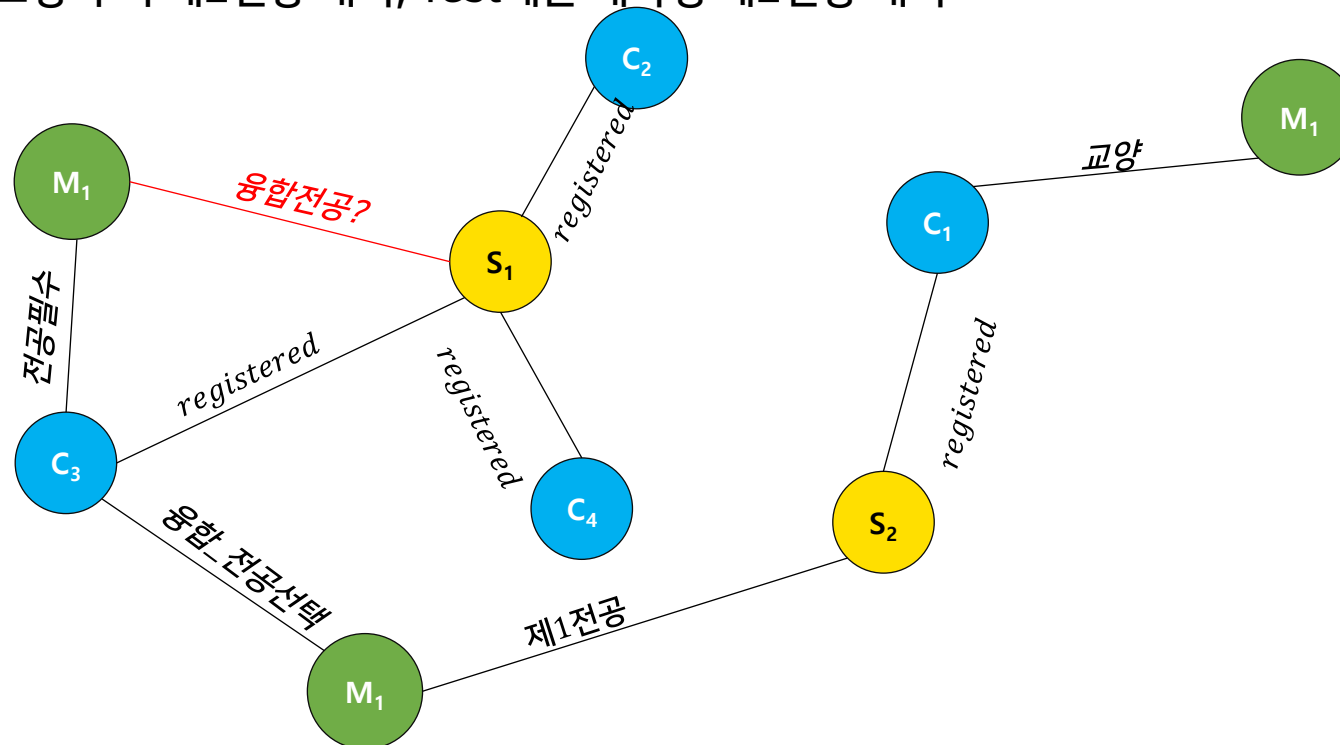 C₂
M₁
M₁
융합전공?
registered
교양
C₁
S₁
전공필수
registered
registered
registered
C₃
C₄
S₂
융합_전공선택
제1전공
M₁